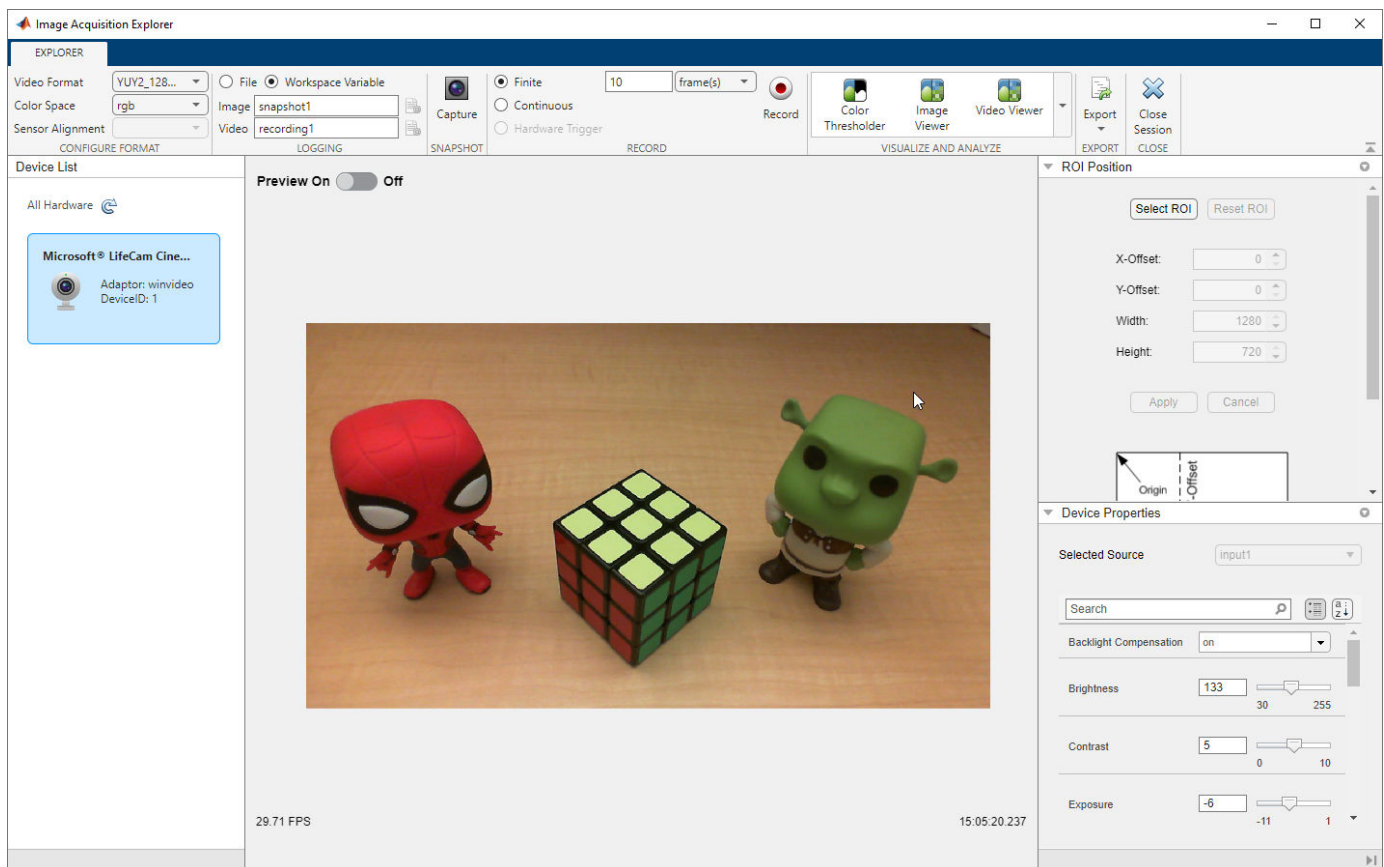 Image Acquisition Explorer
EXPLORER
Video Format YUY2_128...
Color Space rgb
Sensor Alignment
CONFIGURE FORMAT
File Workspace Variable
Image snapshot1
Video recording1
LOGGING
Capture
SNAPSHOT
Finite 10 frame(s)
Continuous
Hardware Trigger
Record
RECORD
Color Thresholder
Image Viewer
Video Viewer
VISUALIZE AND ANALYZE
Export
EXPORT
Close Session
CLOSE
Device List
All Hardware
Microsoft® LifeCam Cine...
Adaptor: winvideo
DeviceID: 1
Preview On Off
29.71 FPS
15:05:20.237
ROI Position
Select ROI Reset ROI
X-Offset: 0
Y-Offset: 0
Width: 1280
Height: 720
Apply Cancel
Origin
-Offset
Device Properties
Selected Source input1
Search
a z
Backlight Compensation on
Brightness 133
30 255
Contrast 5
0 10
Exposure -6
-11 1